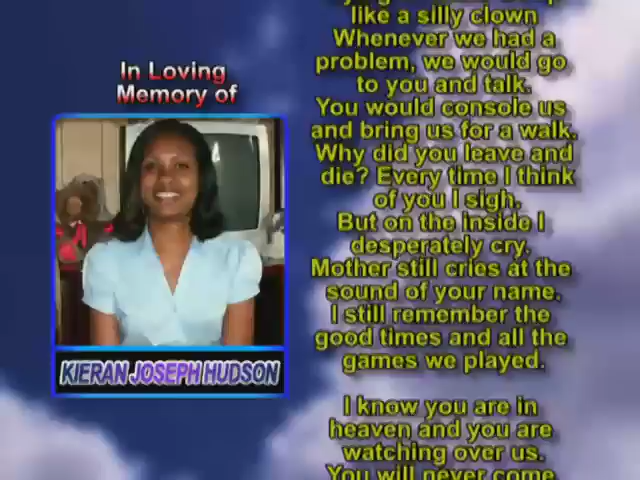 In Loving
Memory of
KIERAN JOSEPH HUDSON
like a silly clown
Whenever we had a
problem, we would go
to you and talk.
You would console us
and bring us for a walk.
Why did you leave and
die? Every time I think
of you I sigh.
But on the inside I
desperately cry.
Mother still cries at the
sound of your name.
I still remember the
good times and all the
games we played.
I know you are in
heaven and you are
watching over us.
You will never come